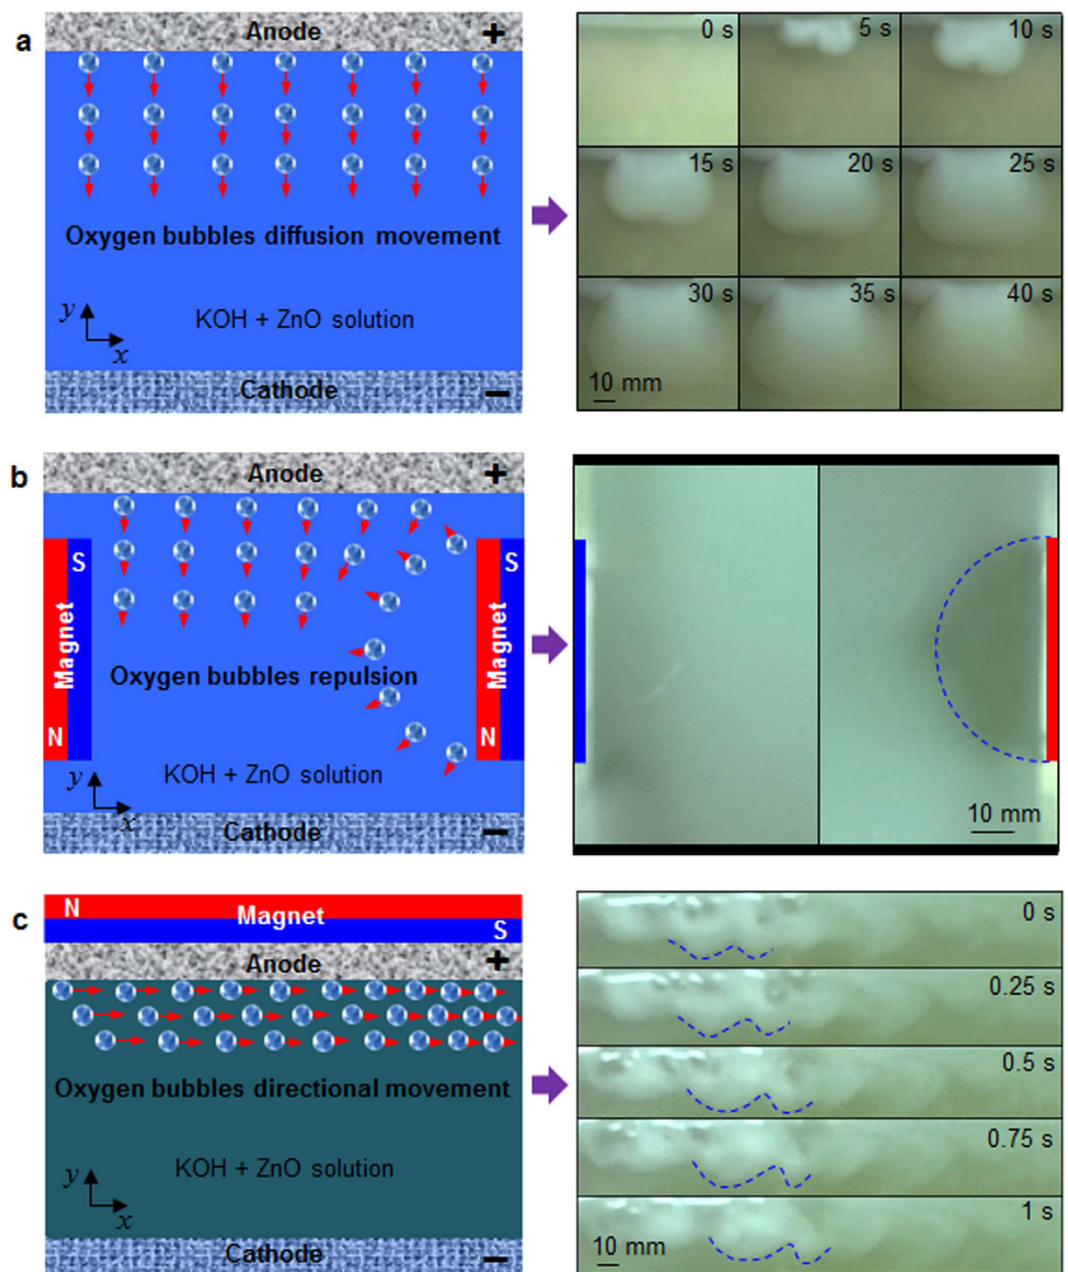 a
Anode +
Oxygen bubbles diffusion movement
KOH + ZnO solution
y
x
Cathode −
0 s 5 s 10 s
15 s 20 s 25 s
30 s 35 s 40 s
10 mm
b
Anode +
S
Magnet
N
S
Magnet
N
Oxygen bubbles repulsion
KOH + ZnO solution
y
x
Cathode −
10 mm
c
N Magnet S
Anode +
Oxygen bubbles directional movement
KOH + ZnO solution
y
x
Cathode −
0 s
0.25 s
0.5 s
0.75 s
1 s
10 mm